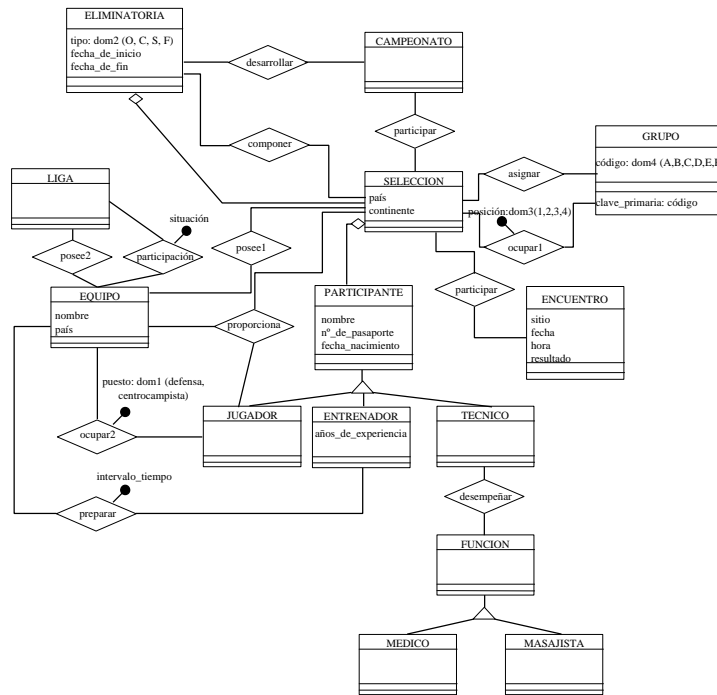 ELIMINATORIA
tipo: dom2 (O, C, S, F)
fecha_de_inicio
fecha_de_fin
desarrollar
CAMPEONATO
componer
participar
GRUPO
código: dom4 (A,B,C,D,E,F
clave_primaria: código
asignar
SELECCION
país
continente
posición:dom3(1,2,3,4)
ocupar1
LIGA
situación
posee2
participación
posee1
participar
EQUIPO
nombre
país
proporciona
PARTICIPANTE
nombre
nº_de_pasaporte
fecha_nacimiento
ENCUENTRO
sitio
fecha
hora
resultado
puesto: dom1 (defensa,
centrocampista)
ocupar2
JUGADOR
ENTRENADOR
años_de_experiencia
TECNICO
intervalo_tiempo
preparar
desempeñar
FUNCION
MEDICO
MASAJISTA